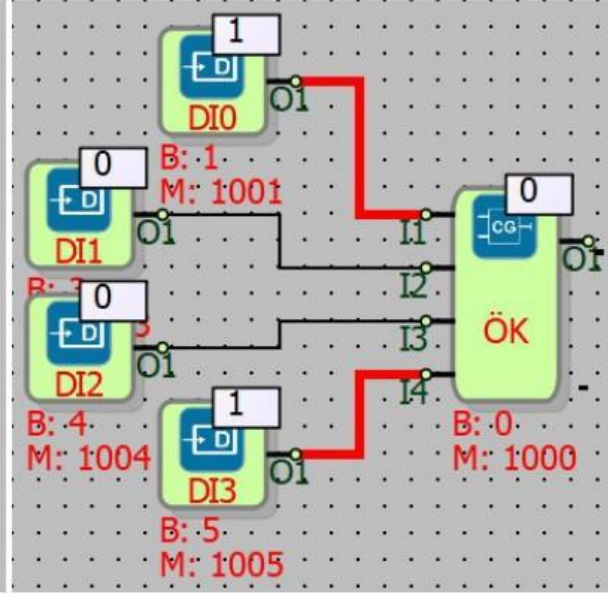 1
D
DI0
O1
B: 1
M: 1001
0
D
DI1
O1
0
D
DI2
O1
B: 4
M: 1004
1
D
DI3
O1
B: 5
M: 1005
I1
I2
I3
I4
0
CG
ÖK
O1
B: 0
M: 1000